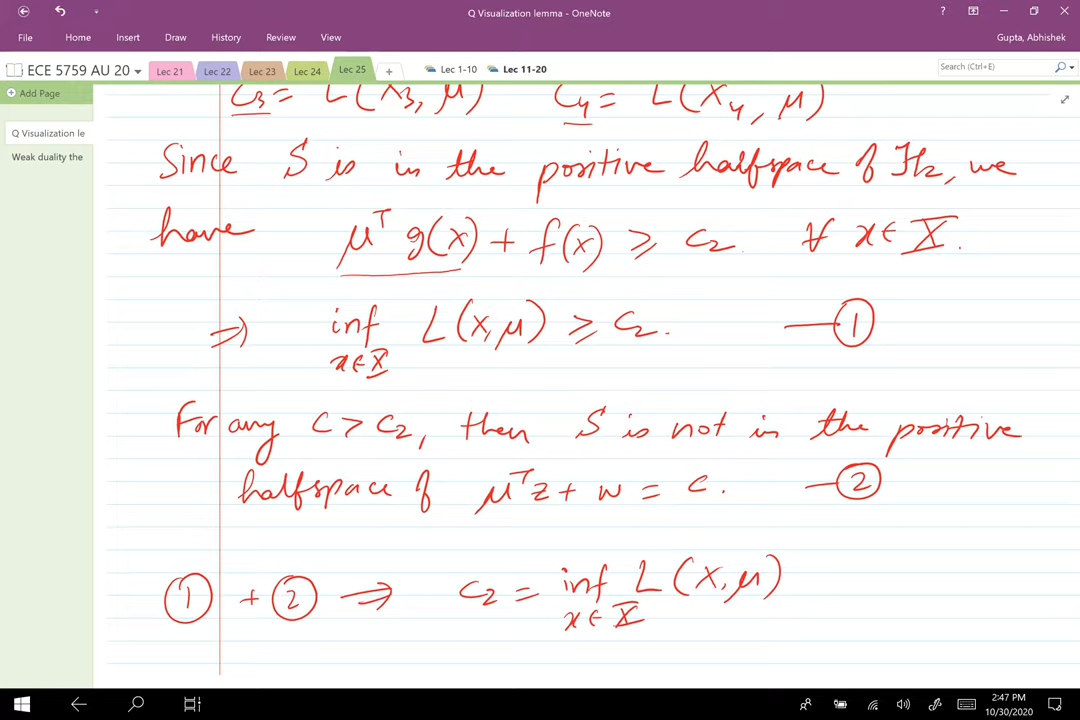 Q Visualization lemma - OneNote
?
File Home Insert Draw History Review View
Gupta, Abhishek
ECE 5759 AU 20 Lec 21 Lec 22 Lec 23 Lec 24 Lec 25 + Lec 1-10 Lec 11-20
Search (Ctrl+E)
Add Page
Q Visualization le
Weak duality the
C₃ = L(x₃, μ) C₄ = L(x₄, μ)
Since S is in the positive halfspace of H₂, we
have μᵀ g(x) + f(x) ≥ C₂ ∀ x ∈ X.
⇒ inf L(x, μ) ≥ C₂. —①
x ∈ X
For any C > C₂, then S is not in the positive
halfspace of μᵀz + w = C. —②
① + ② ⇒ C₂ = inf L(x, μ)
x ∈ X
2:47 PM
10/30/2020